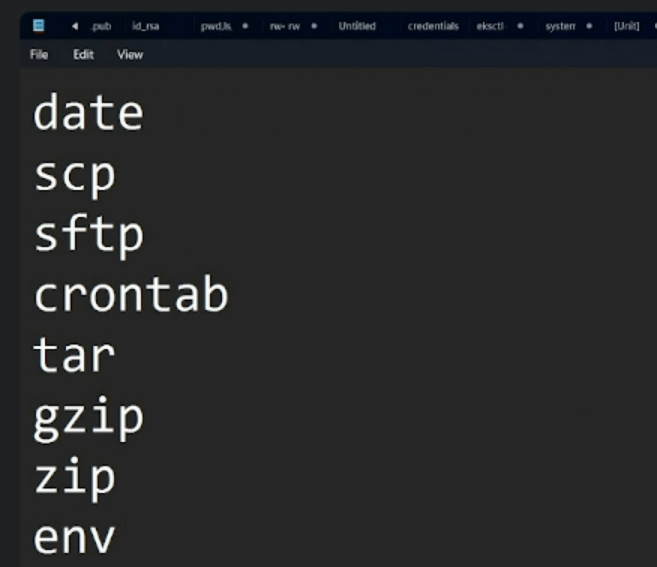 .pub id_rsa pwd,ls, rw- rw Untitled credentials eksctl system [Unit]
File Edit View
date
scp
sftp
crontab
tar
gzip
zip
env